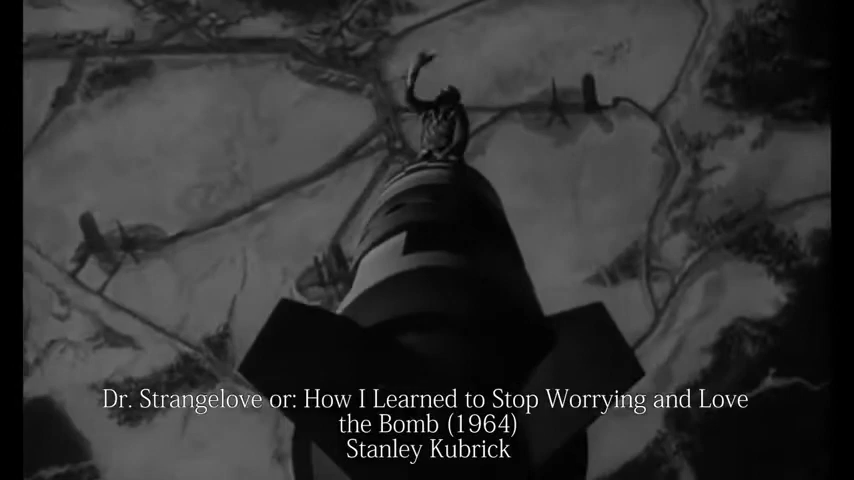 Dr. Strangelove or: How I Learned to Stop Worrying and Love
the Bomb (1964)
Stanley Kubrick